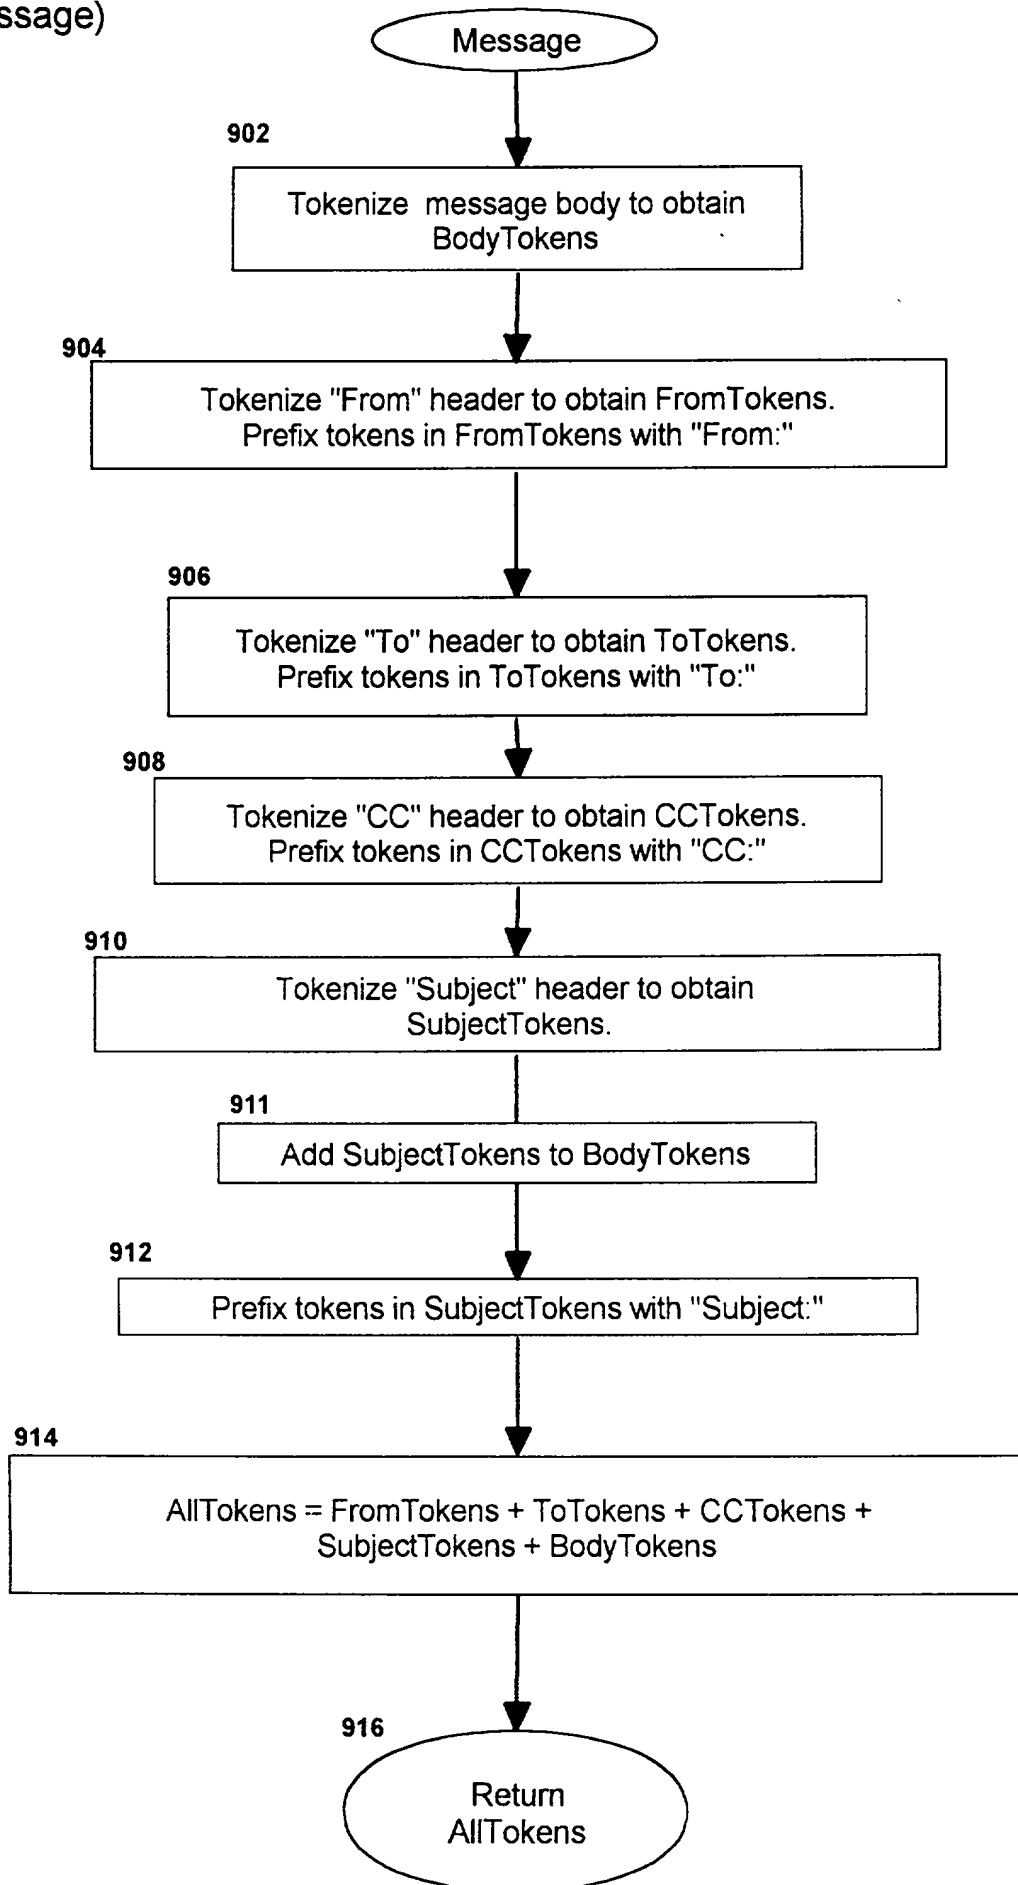 ssage)
Message
902
Tokenize message body to obtain
BodyTokens
904
Tokenize "From" header to obtain FromTokens.
Prefix tokens in FromTokens with "From:"
906
Tokenize "To" header to obtain ToTokens.
Prefix tokens in ToTokens with "To:"
908
Tokenize "CC" header to obtain CCTokens.
Prefix tokens in CCTokens with "CC:"
910
Tokenize "Subject" header to obtain
SubjectTokens.
911
Add SubjectTokens to BodyTokens
912
Prefix tokens in SubjectTokens with "Subject:"
914
AllTokens = FromTokens + ToTokens + CCTokens +
SubjectTokens + BodyTokens
916
Return
AllTokens